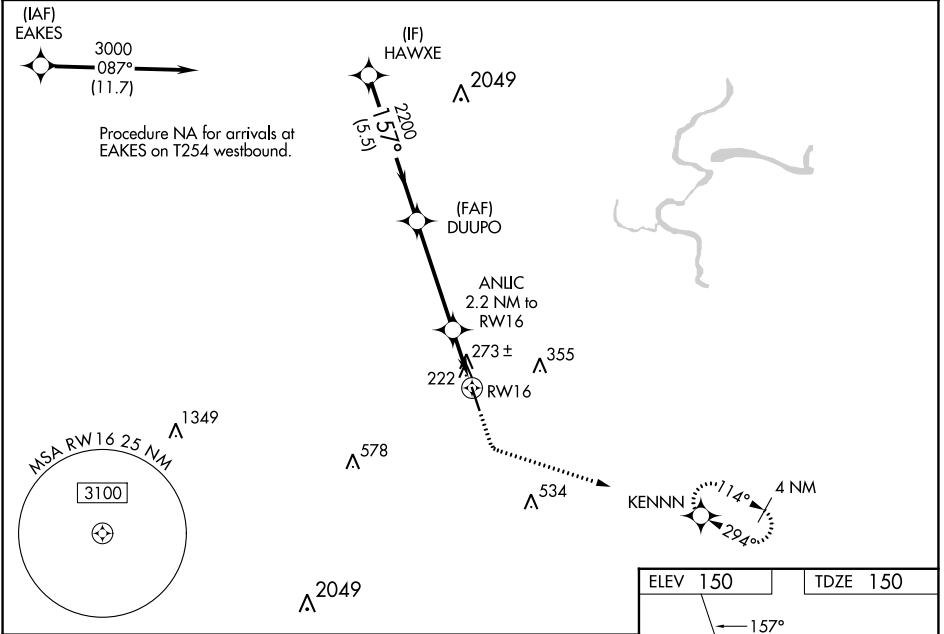 (IAF)
EAKES
3000
087°
(11.7)
Procedure NA for arrivals at
EAKES on T254 westbound.
(IF)
HAWXE
2049
2200
157°
(5.5)
(FAF)
DUUPO
ANLIC
2.2 NM to
RW16
273 ±
355
222
RW16
1349
MSA RW16 25 NM
3100
578
534
KENNN
114°
4 NM
294°
2049
ELEV 150
TDZE 150
157°